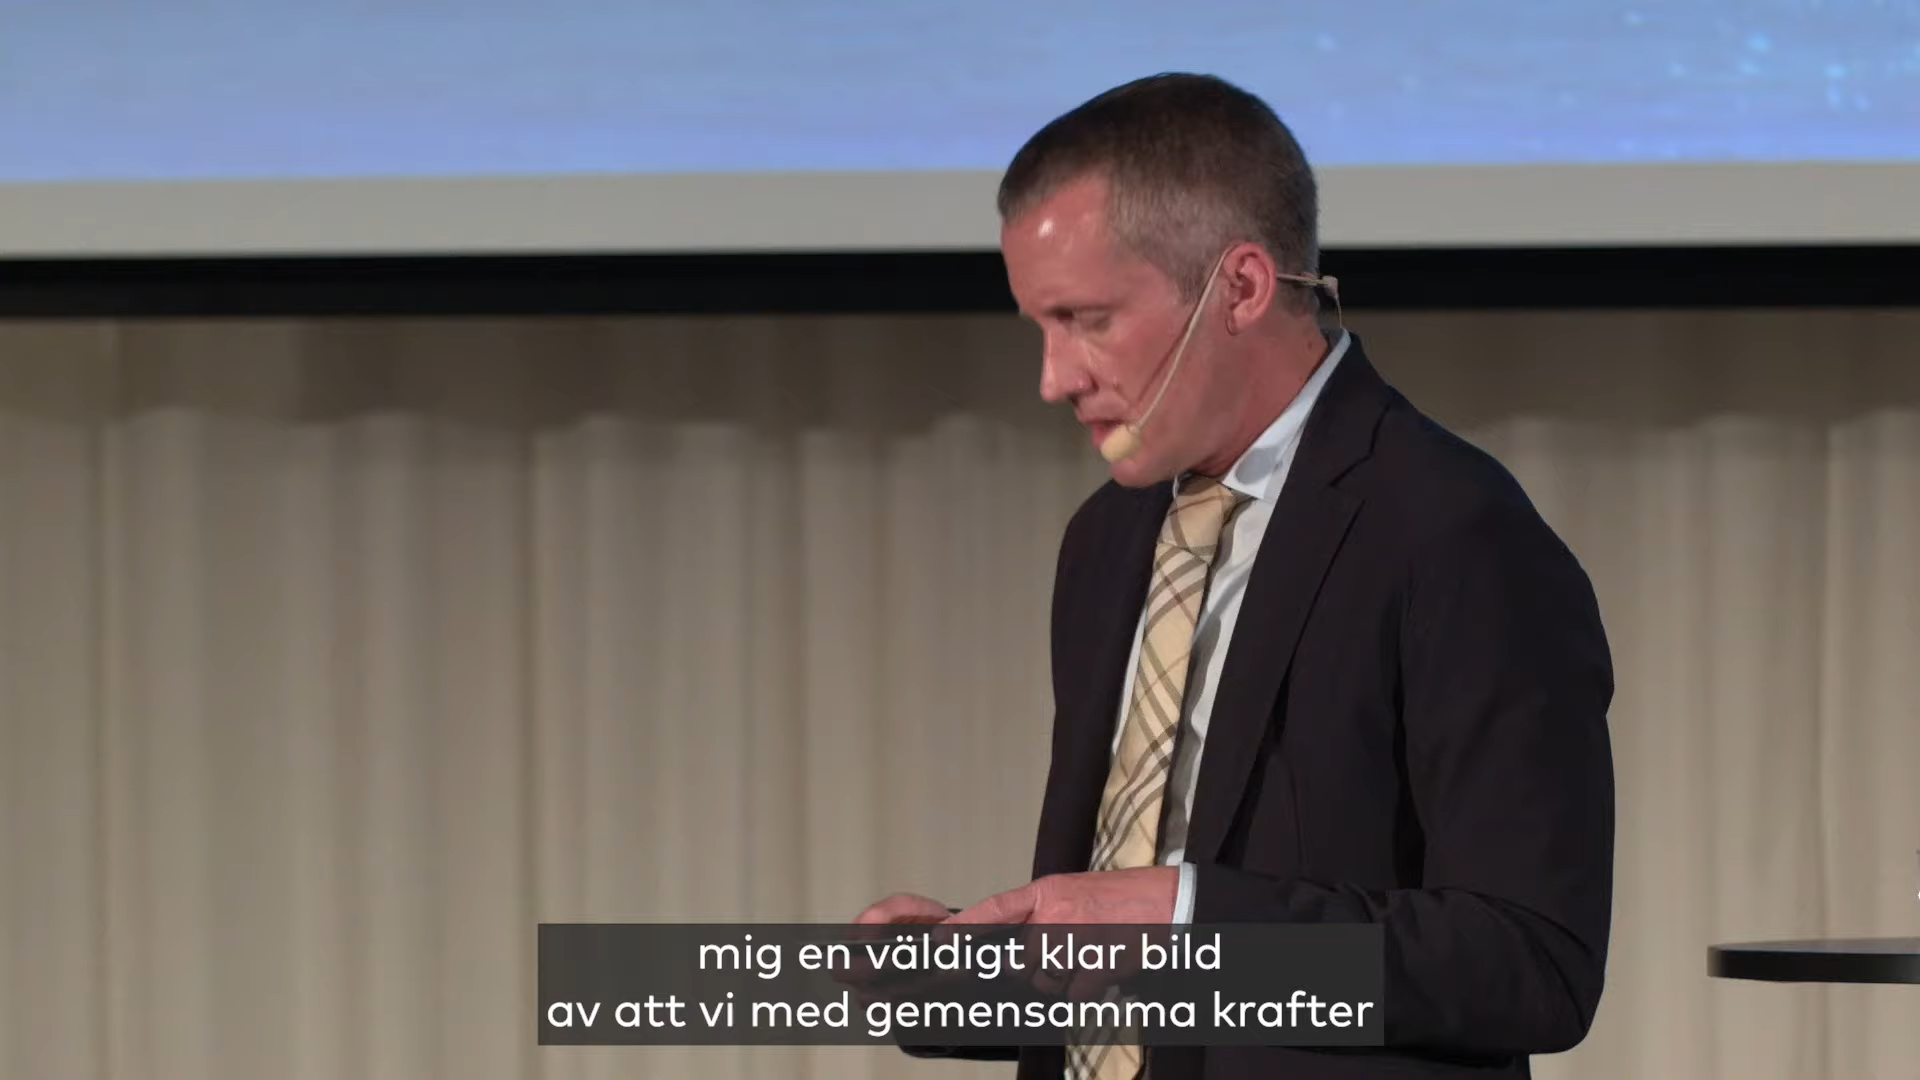 mig en väldigt klar bild
av att vi med gemensamma krafter